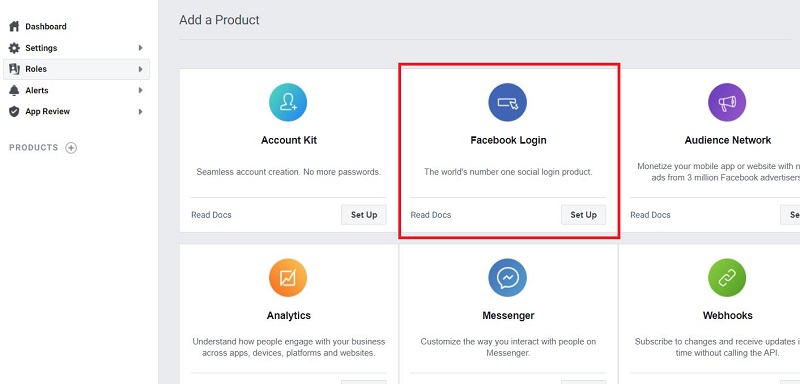 Add a Product
Dashboard
Settings
Roles
Alerts
App Review
PRODUCTS
Account Kit
Seamless account creation. No more passwords.
Read Docs
Set Up
Facebook Login
The world's number one social login product.
Read Docs
Set Up
Audience Network
Monetize your mobile app or website with n
ads from 3 million Facebook advertisers
Read Docs
Set
Analytics
Understand how people engage with your business
across apps, devices, platforms and websites.
Messenger
Customize the way you interact with people on
Messenger.
Webhooks
Subscribe to changes and receive updates i
time without calling the API.